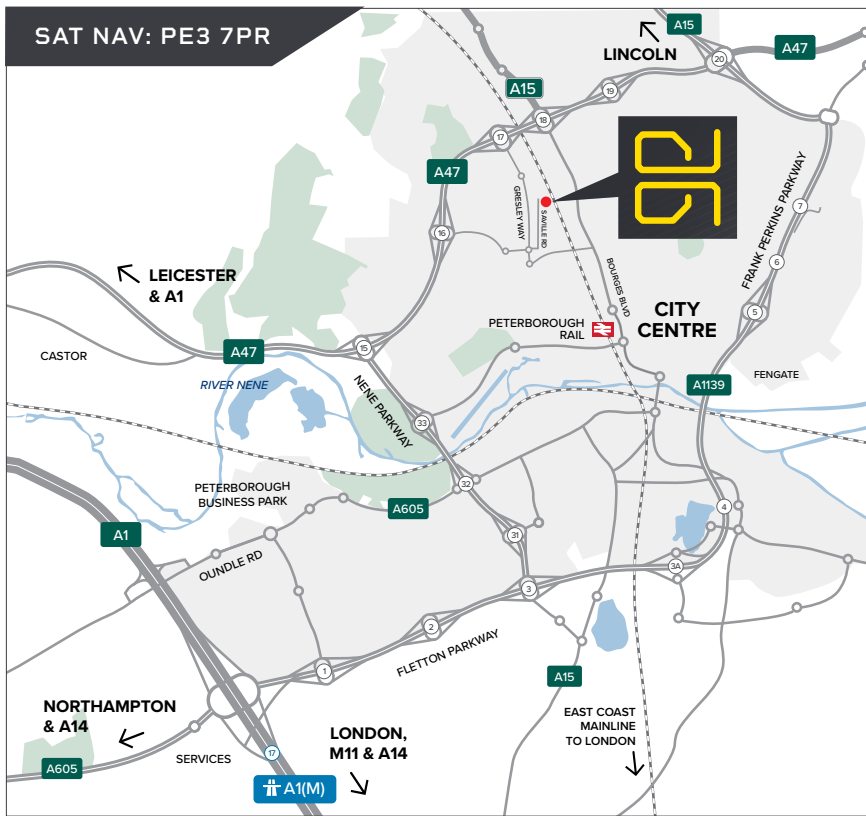 SAT NAV: PE3 7PR
A15
A47
LINCOLN
20
A15
19
18
17
A47
GRESLEY WAY
SAVILLE RD
FRANK PERKINS PARKWAY
7
16
6
LEICESTER
& A1
BOURGES BLVD
CITY
CENTRE
5
PETERBOROUGH
RAIL
15
A47
CASTOR
RIVER NENE
NENE PARKWAY
FENGATE
A1139
33
32
PETERBOROUGH
BUSINESS PARK
A605
4
A1
31
OUNDLE RD
3A
3
2
FLETTON PARKWAY
1
A15
NORTHAMPTON
& A14
EAST COAST
MAINLINE
TO LONDON
LONDON,
M11 & A14
SERVICES
17
A605
A1(M)